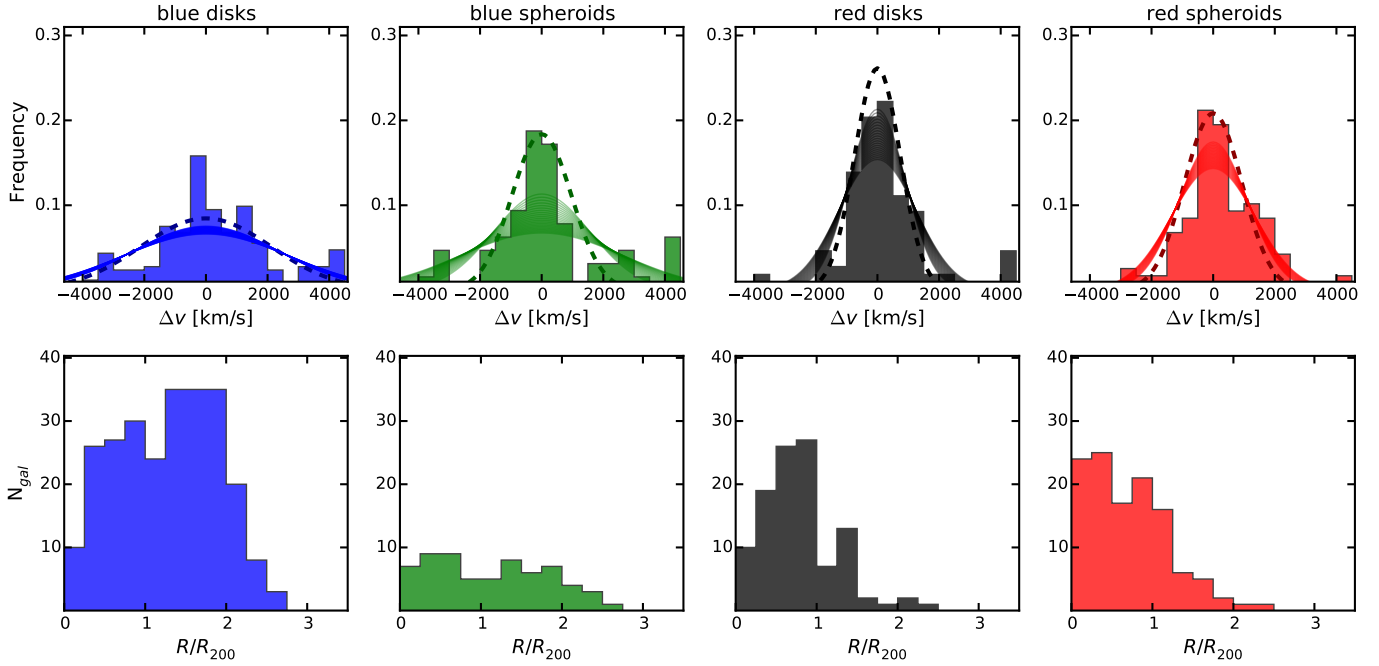 blue disks blue spheroids red disks red spheroids
0.3 0.3 0.3 0.3
0.2 0.2 0.2 0.2
0.1 0.1 0.1 0.1
Frequency
−4000 −2000 0 2000 4000 −4000 −2000 0 2000 4000 −4000 −2000 0 2000 4000 −4000 −2000 0 2000 4000
Δv [km/s] Δv [km/s] Δv [km/s] Δv [km/s]
40 40 40 40
30 30 30 30
20 20 20 20
10 10 10 10
N_gal
0 1 2 3 0 1 2 3 0 1 2 3 0 1 2 3
R/R_200 R/R_200 R/R_200 R/R_200